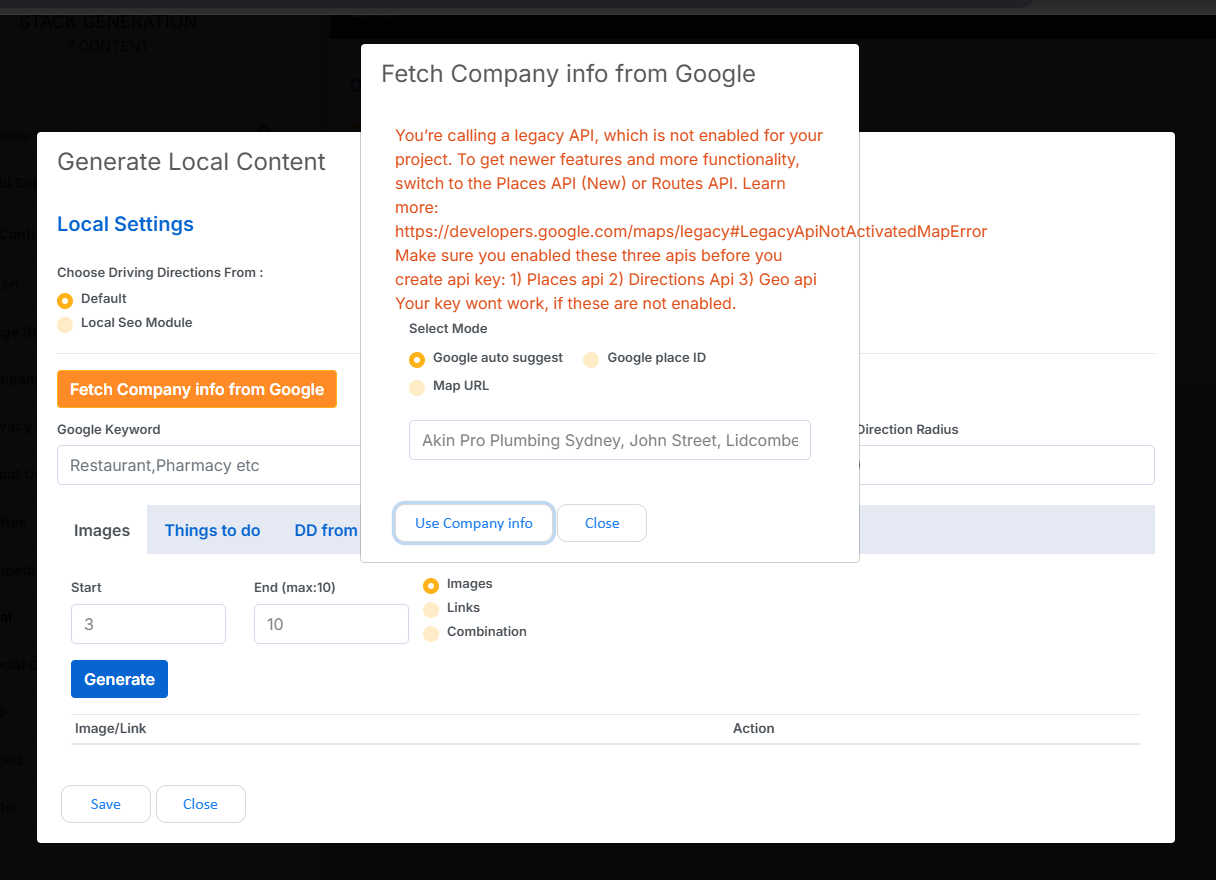 STACK GENERATION
7 CONTENT
Fetch Company info from Google
You’re calling a legacy API, which is not enabled for your
project. To get newer features and more functionality,
switch to the Places API (New) or Routes API. Learn
more:
https://developers.google.com/maps/legacy#LegacyApiNotActivatedMapError
Make sure you enabled these three apis before you
create api key: 1) Places api 2) Directions Api 3) Geo api
Your key wont work, if these are not enabled.
Select Mode
Google auto suggest
Google place ID
Map URL
Akin Pro Plumbing Sydney, John Street, Lidcombe
Use Company info
Close
Generate Local Content
Local Settings
Choose Driving Directions From :
Default
Local Seo Module
Fetch Company info from Google
Google Keyword
Direction Radius
Restaurant,Pharmacy etc
Images
Things to do
DD from
Start
End (max:10)
3
10
Images
Links
Combination
Generate
Image/Link
Action
Save
Close